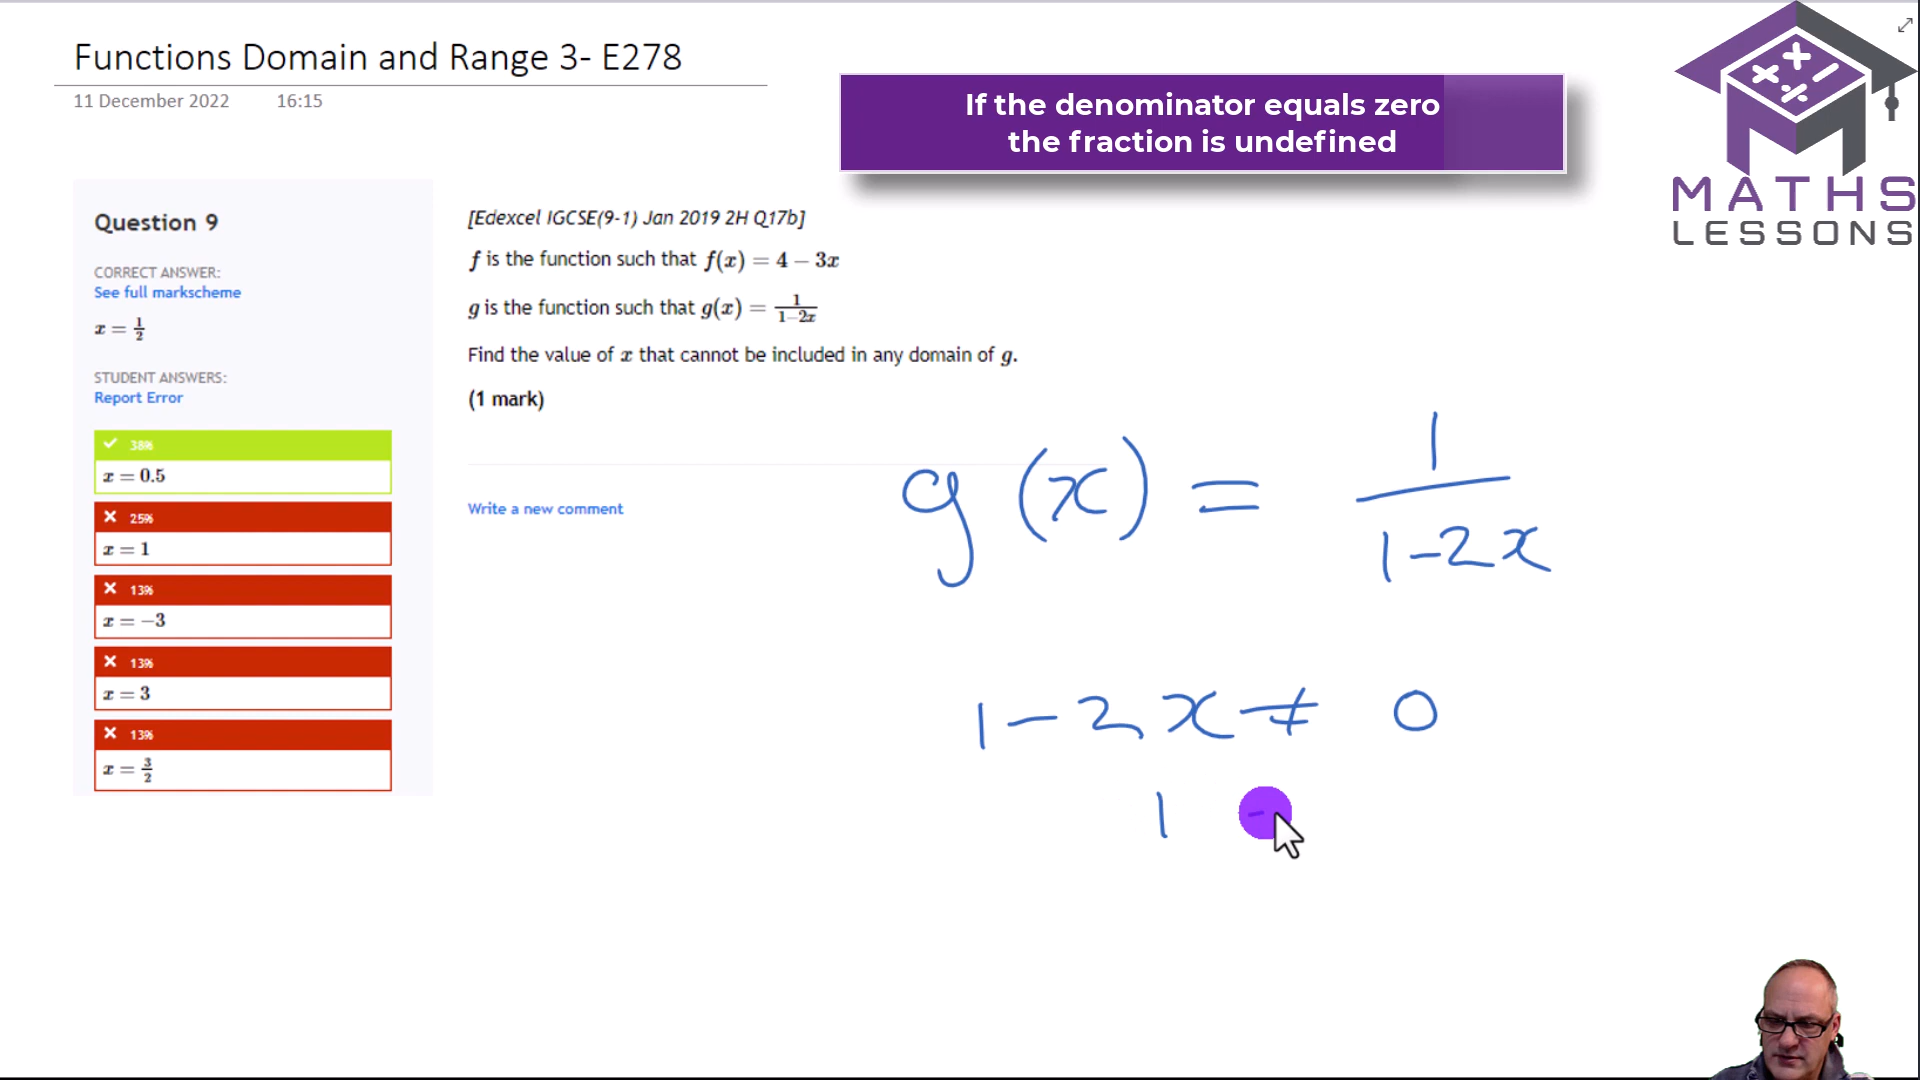 Functions Domain and Range 3- E278
11 December 2022 16:15
If the denominator equals zero
the fraction is undefined
MATHS
LESSONS
Question 9
CORRECT ANSWER:
See full markscheme
x = 1/2
STUDENT ANSWERS:
Report Error
38%
x = 0.5
25%
x = 1
13%
x = −3
13%
x = 3
13%
x = 3/2
[Edexcel IGCSE(9-1) Jan 2019 2H Q17b]
f is the function such that f(x) = 4 − 3x
g is the function such that g(x) = 1/(1−2x)
Find the value of x that cannot be included in any domain of g.
(1 mark)
Write a new comment
g (x) = 1/(1-2x)
1 - 2x ≠ 0
1 -